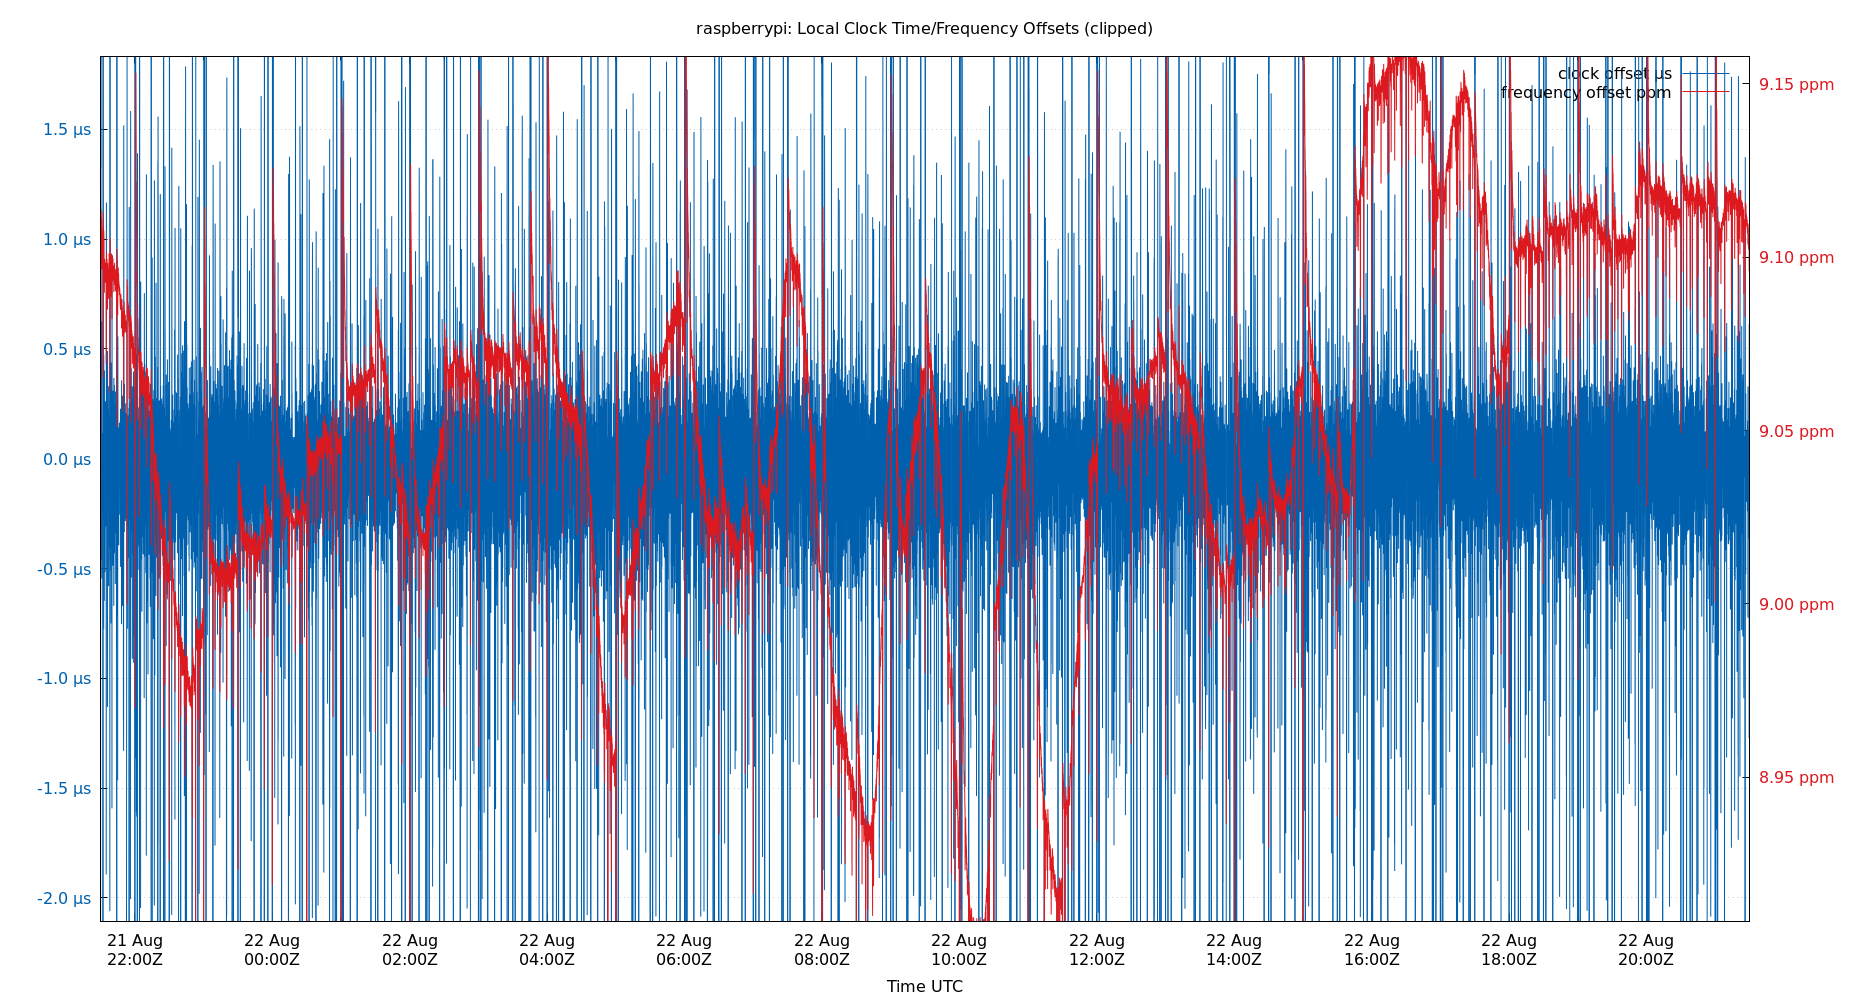 raspberrypi: Local Clock Time/Frequency Offsets (clipped)
clock offset µs
frequency offset ppm
1.5 µs
1.0 µs
0.5 µs
0.0 µs
-0.5 µs
-1.0 µs
-1.5 µs
-2.0 µs
9.15 ppm
9.10 ppm
9.05 ppm
9.00 ppm
8.95 ppm
21 Aug 22 Aug 22 Aug 22 Aug 22 Aug 22 Aug 22 Aug 22 Aug 22 Aug 22 Aug 22 Aug 22 Aug
22:00Z 00:00Z 02:00Z 04:00Z 06:00Z 08:00Z 10:00Z 12:00Z 14:00Z 16:00Z 18:00Z 20:00Z
Time UTC